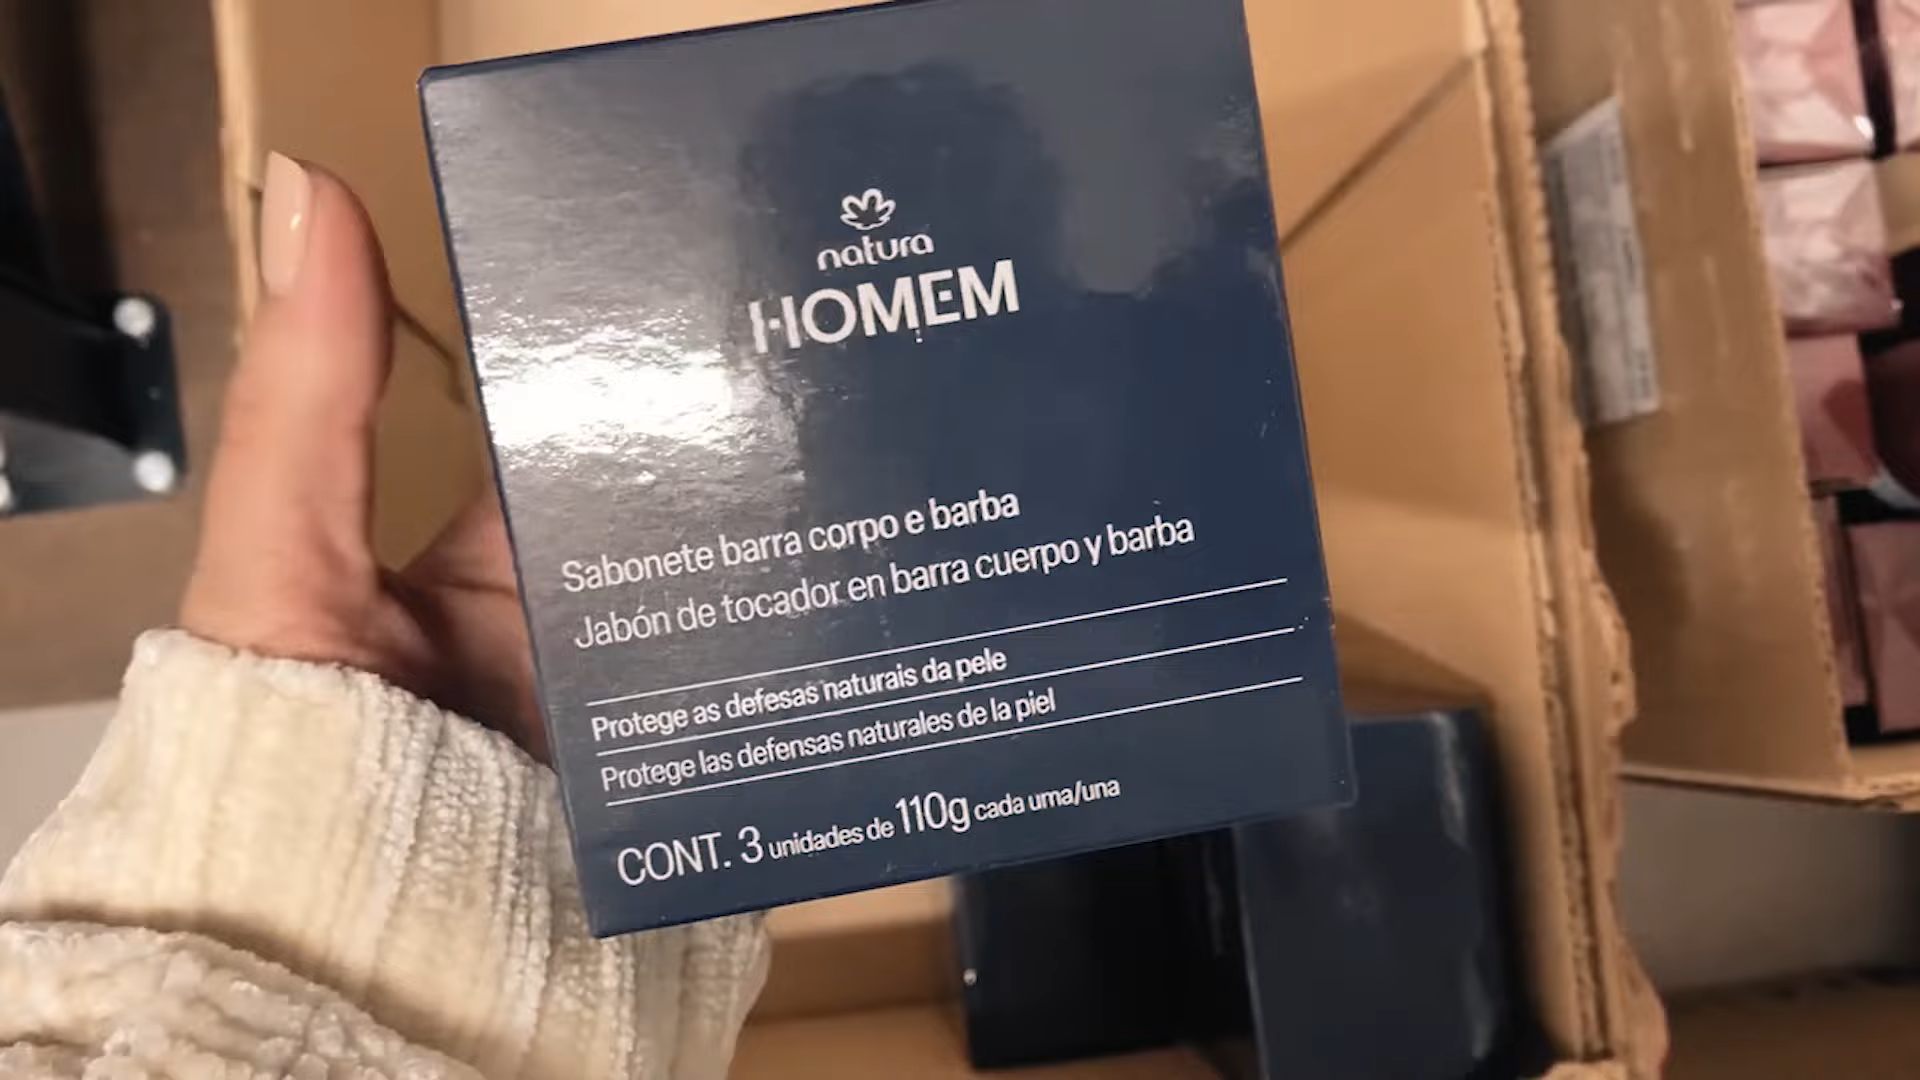 natura
HOMEM
Sabonete barra corpo e barba
Jabón de tocador en barra cuerpo y barba
Protege as defesas naturais da pele
Protege las defensas naturales de la piel
CONT. 3 unidades de 110g cada uma/una